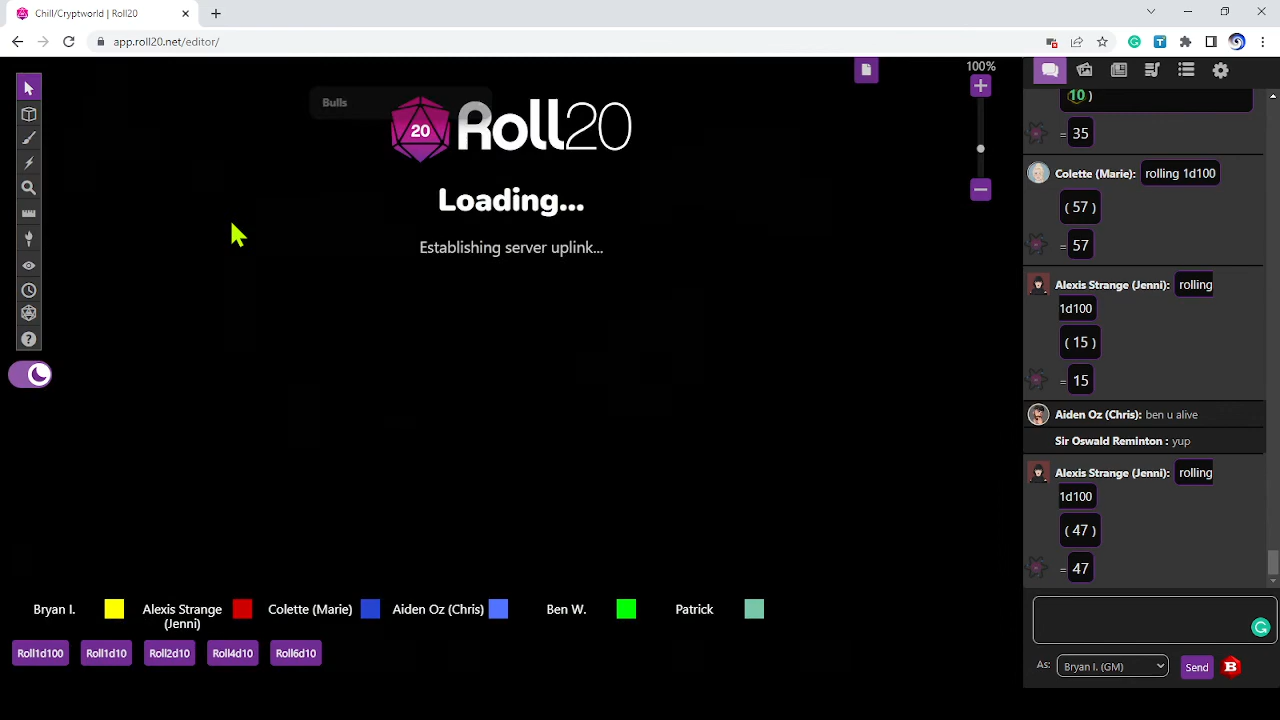 Chill/Cryptworld | Roll20
app.roll20.net/editor/
Bulls
20 Roll20
Loading...
Establishing server uplink...
100%
10 )
= 35
Colette (Marie): rolling 1d100
( 57 )
= 57
Alexis Strange (Jenni): rolling
1d100
( 15 )
= 15
Aiden Oz (Chris): ben u alive
Sir Oswald Reminton : yup
Alexis Strange (Jenni): rolling
1d100
( 47 )
= 47
Bryan I.
Alexis Strange
(Jenni)
Colette (Marie)
Aiden Oz (Chris)
Ben W.
Patrick
Roll1d100
Roll1d10
Roll2d10
Roll4d10
Roll6d10
As: Bryan I. (GM)
Send
B